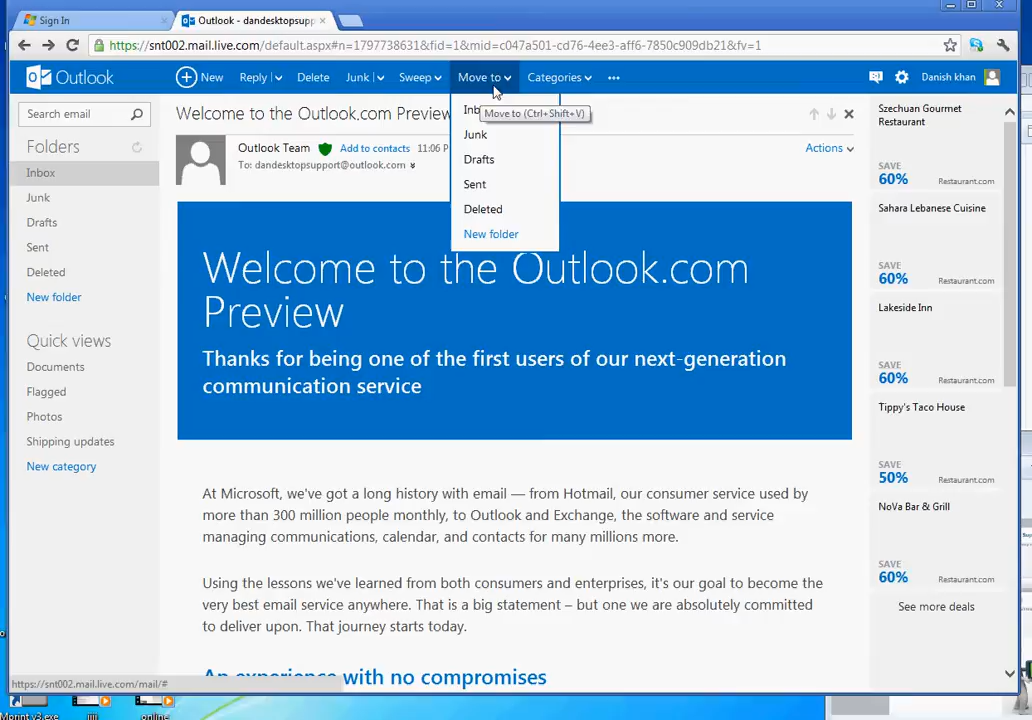 Sign In
Outlook - dandesktopsupp
https://snt002.mail.live.com/default.aspx#n=1797738631&fid=1&mid=c047a501-cd76-4ee3-aff6-7850c909db21&fv=1
Outlook
New
Reply
Delete
Junk
Sweep
Move to
Categories
Danish khan
Search email
Folders
Inbox
Junk
Drafts
Sent
Deleted
New folder
Quick views
Documents
Flagged
Photos
Shipping updates
New category
Welcome to the Outlook.com Preview
Outlook Team
Add to contacts
11:06 P
To: dandesktopsupport@outlook.com
Actions
Move to (Ctrl+Shift+V)
Junk
Drafts
Sent
Deleted
New folder
Welcome to the Outlook.com
Preview
Thanks for being one of the first users of our next-generation
communication service
At Microsoft, we've got a long history with email — from Hotmail, our consumer service used by
more than 300 million people monthly, to Outlook and Exchange, the software and service
managing communications, calendar, and contacts for many millions more.
Using the lessons we've learned from both consumers and enterprises, it's our goal to become the
very best email service anywhere. That is a big statement – but one we are absolutely committed
to deliver upon. That journey starts today.
An experience with no compromises
Szechuan Gourmet
Restaurant
SAVE
60%
Restaurant.com
Sahara Lebanese Cuisine
SAVE
60%
Restaurant.com
Lakeside Inn
SAVE
60%
Restaurant.com
Tippy's Taco House
SAVE
50%
Restaurant.com
NoVa Bar & Grill
SAVE
60%
Restaurant.com
See more deals
https://snt002.mail.live.com/mail/#
online